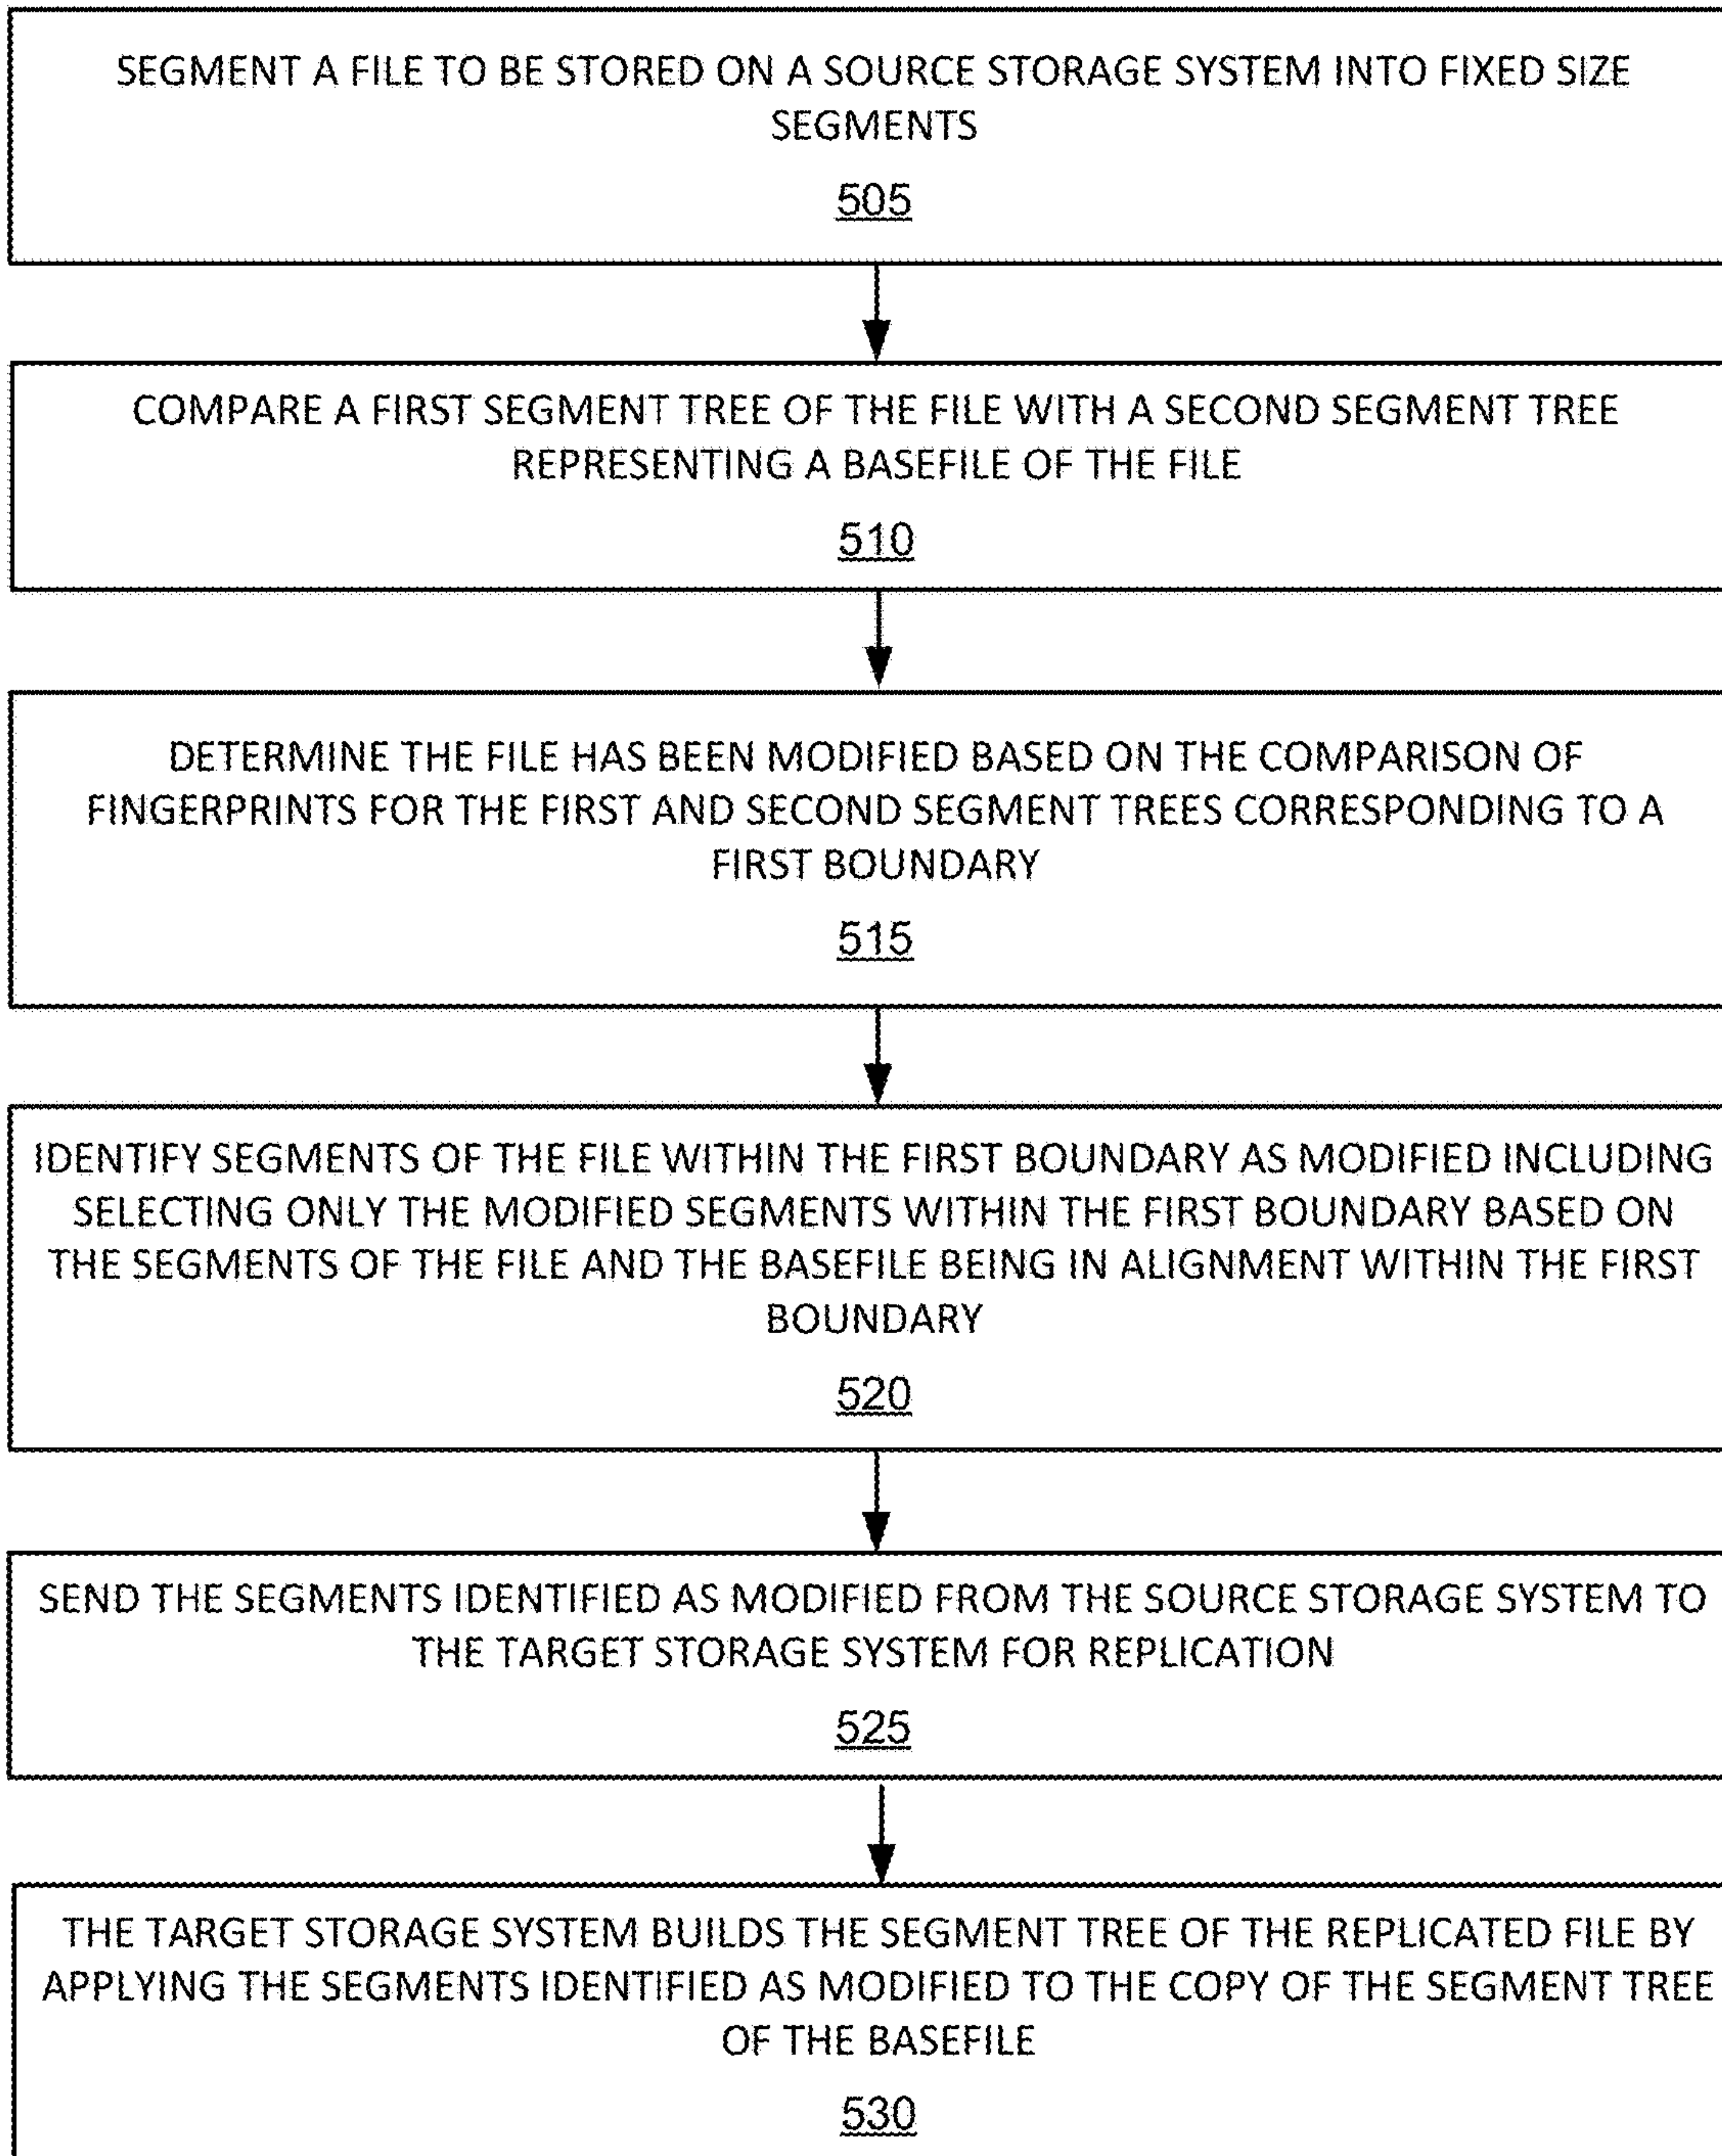 SEGMENT A FILE TO BE STORED ON A SOURCE STORAGE SYSTEM INTO FIXED SIZE
SEGMENTS
505
COMPARE A FIRST SEGMENT TREE OF THE FILE WITH A SECOND SEGMENT TREE
REPRESENTING A BASEFILE OF THE FILE
510
DETERMINE THE FILE HAS BEEN MODIFIED BASED ON THE COMPARISON OF
FINGERPRINTS FOR THE FIRST AND SECOND SEGMENT TREES CORRESPONDING TO A
FIRST BOUNDARY
515
IDENTIFY SEGMENTS OF THE FILE WITHIN THE FIRST BOUNDARY AS MODIFIED INCLUDING
SELECTING ONLY THE MODIFIED SEGMENTS WITHIN THE FIRST BOUNDARY BASED ON
THE SEGMENTS OF THE FILE AND THE BASEFILE BEING IN ALIGNMENT WITHIN THE FIRST
BOUNDARY
520
SEND THE SEGMENTS IDENTIFIED AS MODIFIED FROM THE SOURCE STORAGE SYSTEM TO
THE TARGET STORAGE SYSTEM FOR REPLICATION
525
THE TARGET STORAGE SYSTEM BUILDS THE SEGMENT TREE OF THE REPLICATED FILE BY
APPLYING THE SEGMENTS IDENTIFIED AS MODIFIED TO THE COPY OF THE SEGMENT TREE
OF THE BASEFILE
530